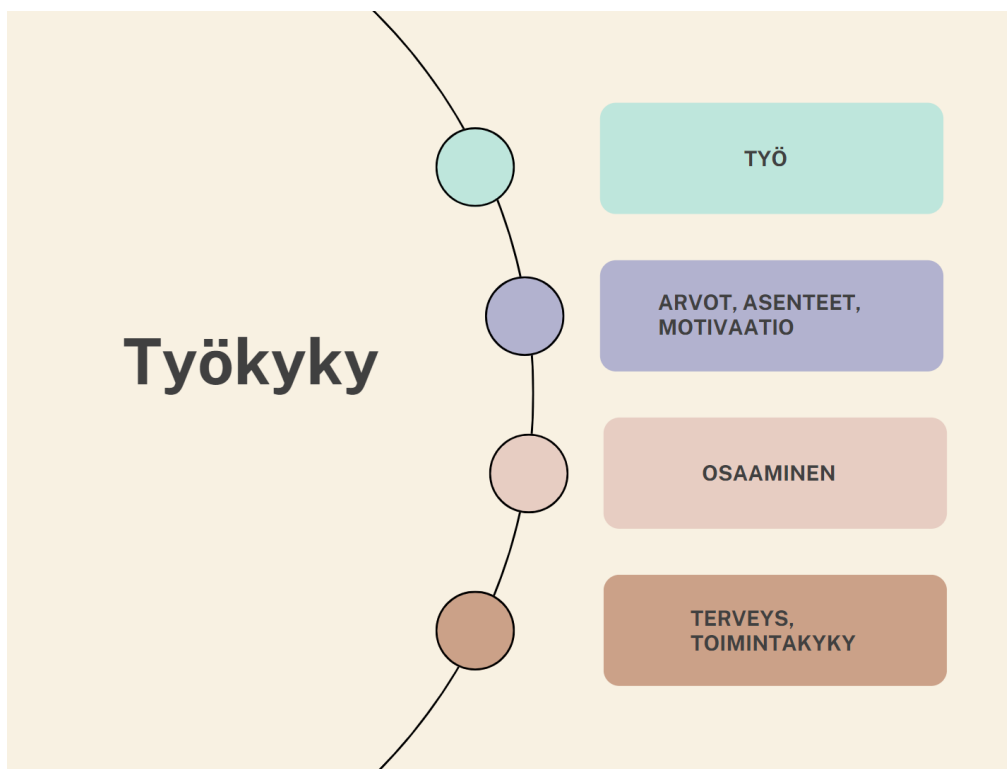 Työkyky
TYÖ
ARVOT, ASENTEET,
MOTIVAATIO
OSAAMINEN
TERVEYS,
TOIMINTAKYKY